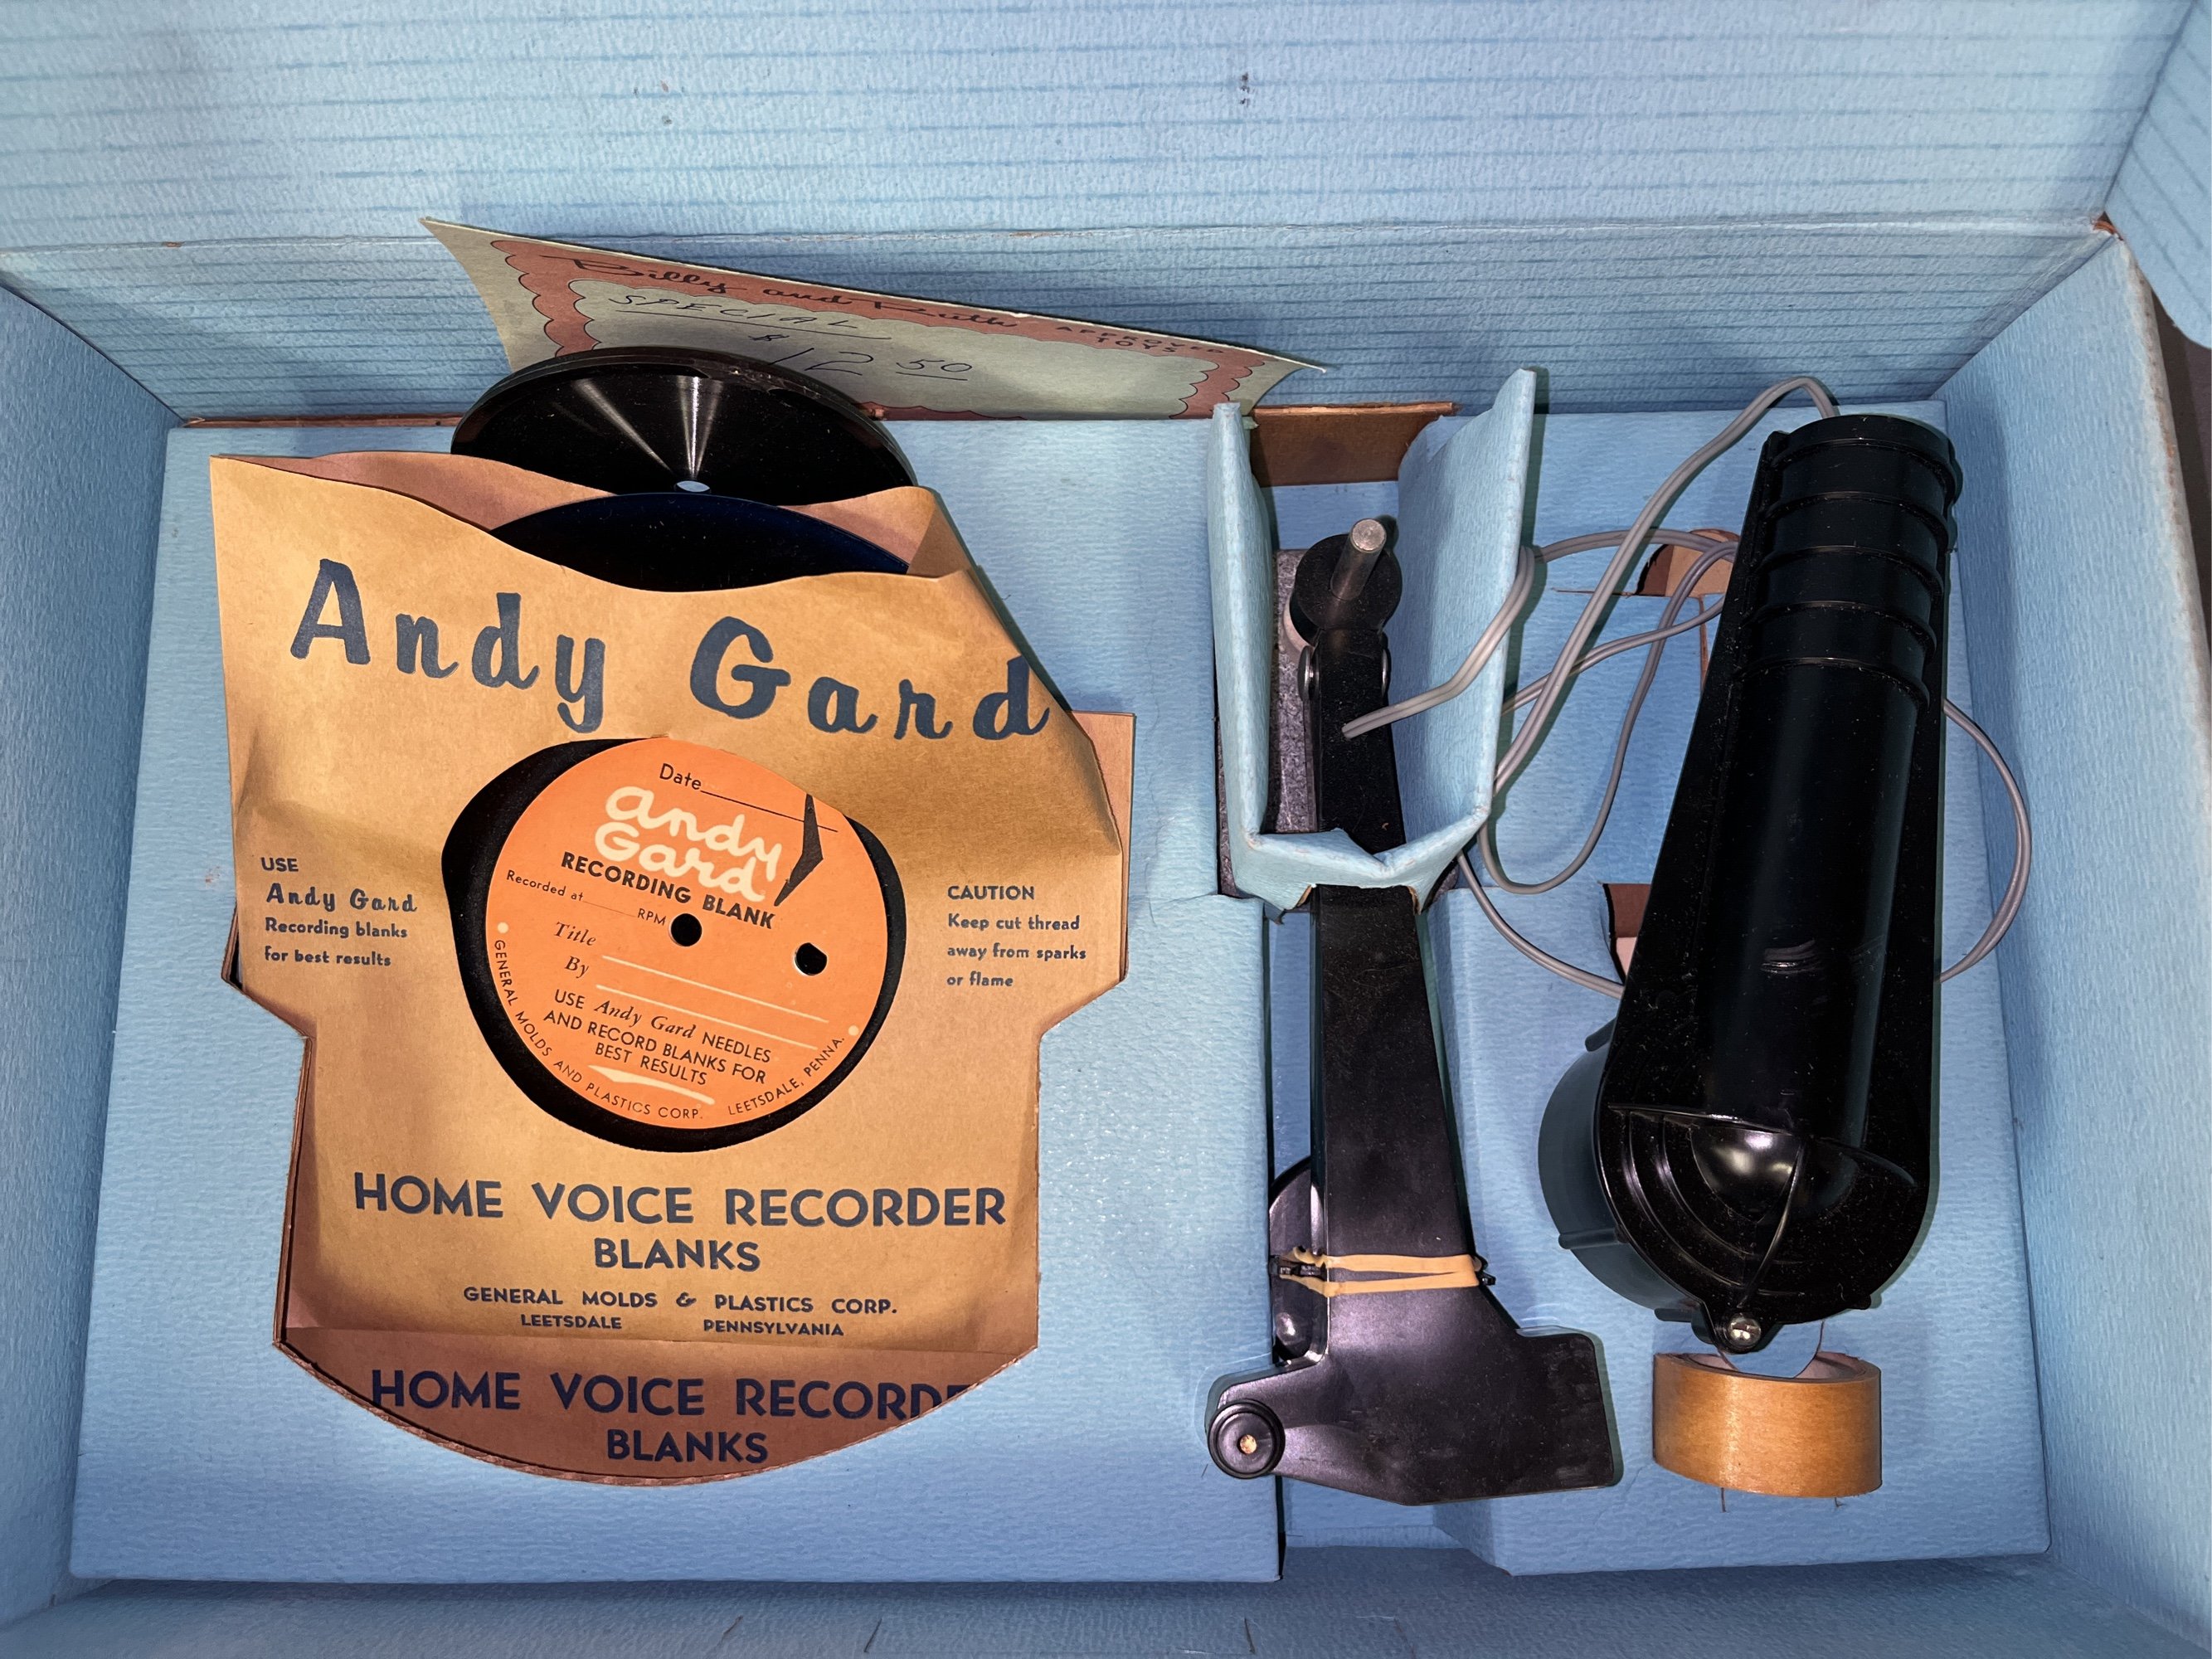 Billy and Ruth APPROVED TOYS
SPECIAL
$12.50
Andy Gard
Date
andy
Gard
RECORDING BLANK
Recorded at RPM
Title
By
USE Andy Gard NEEDLES
AND RECORD BLANKS FOR
BEST RESULTS
GENERAL MOLDS AND PLASTICS CORP. LEETSDALE, PENNA.
USE
Andy Gard
Recording blanks
for best results
CAUTION
Keep cut thread
away from sparks
or flame
HOME VOICE RECORDER
BLANKS
GENERAL MOLDS & PLASTICS CORP.
LEETSDALE PENNSYLVANIA
HOME VOICE RECORDE
BLANKS